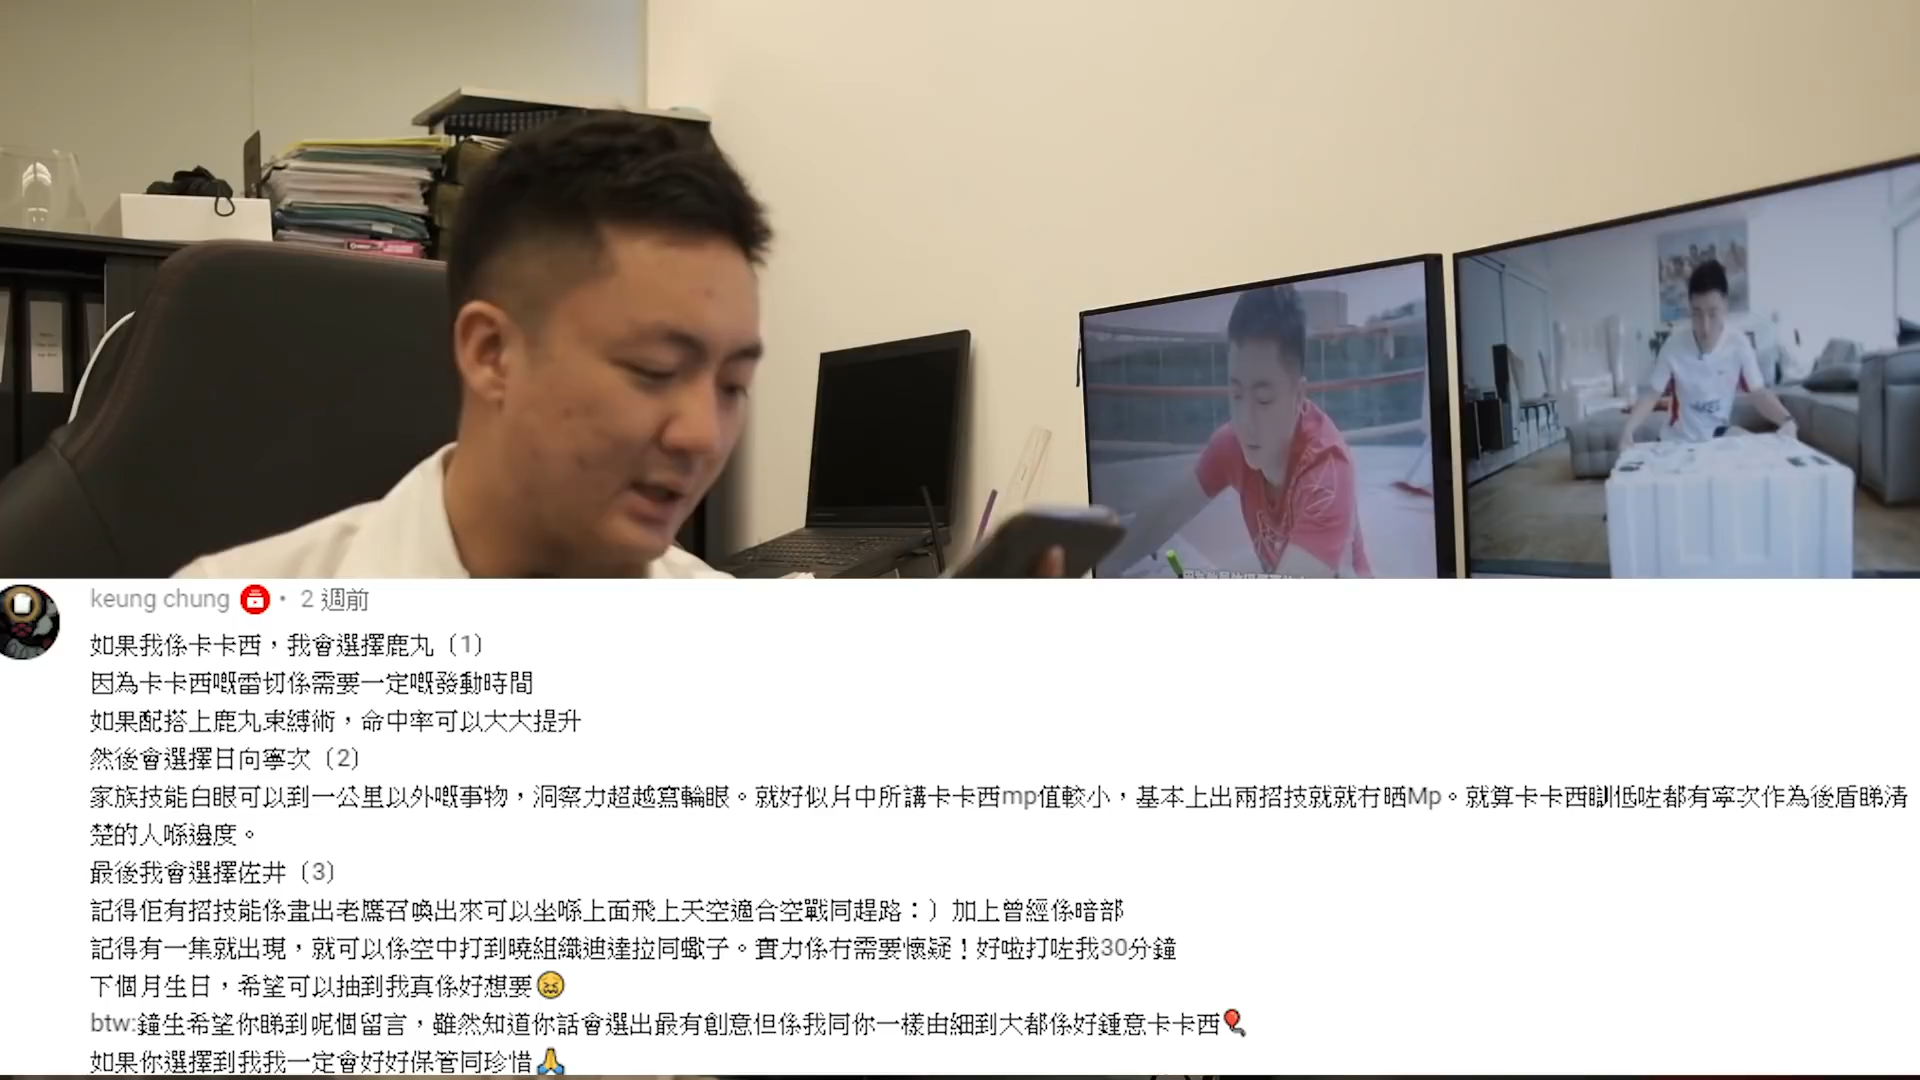 keung chung • 2 週前
如果我係卡卡西，我會選擇鹿丸（1）
因為卡卡西嘅雷切係需要一定嘅發動時間
如果配搭上鹿丸束縛術，命中率可以大大提升
然後會選擇日向寧次（2）
家族技能白眼可以到一公里以外嘅事物，洞察力超越寫輪眼。就好似片中所講卡卡西mp值較小，基本上出兩招技就就冇晒Mp。就算卡卡西瞓低咗都有寧次作為後盾睇清
楚的人喺邊度。
最後我會選擇佐井（3）
記得佢有招技能係畫出老鷹召喚出來可以坐喺上面飛上天空適合空戰同趕路：）加上曾經係暗部
記得有一集就出現，就可以係空中打到曉組織迪達拉同蠍子。實力係冇需要懷疑！好啦打咗我30分鐘
下個月生日，希望可以抽到我真係好想要😖
btw:鐘生希望你睇到呢個留言，雖然知道你話會選出最有創意但係我同你一樣由細到大都係好鍾意卡卡西🎈
如果你選擇到我我一定會好好保管同珍惜🙏